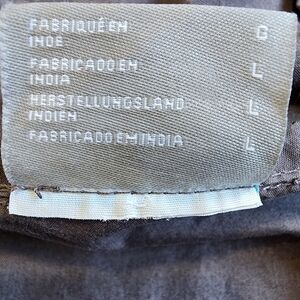 FABRIQUÉ EN
INDE
G
FABRICADO EN
INDIA
L
HERSTELLUNGSLAND
INDIEN
L
FABRICADO EM INDIA
L